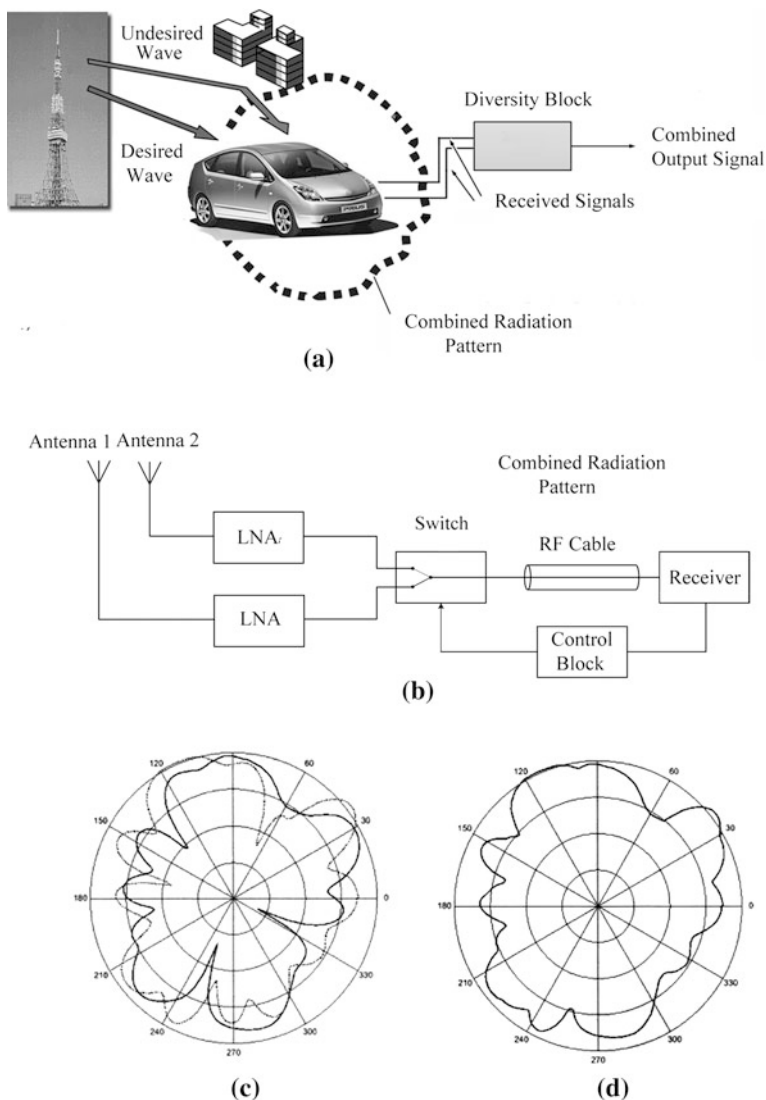 Undesired
Wave
Desired
Wave
Diversity Block
Combined
Output Signal
Received Signals
Combined Radiation
Pattern
(a)
Antenna 1 Antenna 2
Combined Radiation
Pattern
Switch
RF Cable
LNA
Receiver
LNA
Control
Block
(b)
120
60
150
30
180
0
210
330
240
300
270
(c)
120
60
150
30
180
0
210
330
240
300
270
(d)